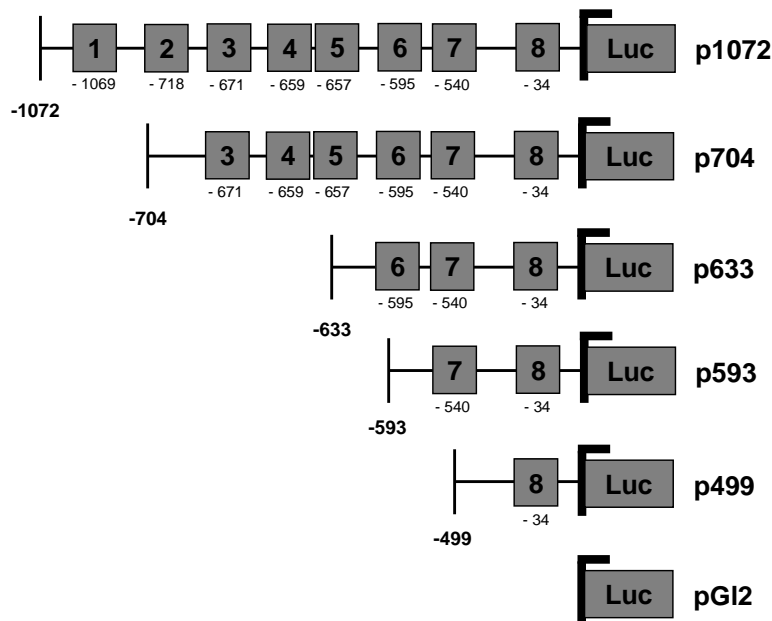 1 2 3 4 5 6 7 8 Luc p1072
- 1069 - 718 - 671 - 659 - 657 - 595 - 540 - 34
-1072
3 4 5 6 7 8 Luc p704
- 671 - 659 - 657 - 595 - 540 - 34
-704
6 7 8 Luc p633
- 595 - 540 - 34
-633
7 8 Luc p593
- 540 - 34
-593
8 Luc p499
- 34
-499
Luc pGl2